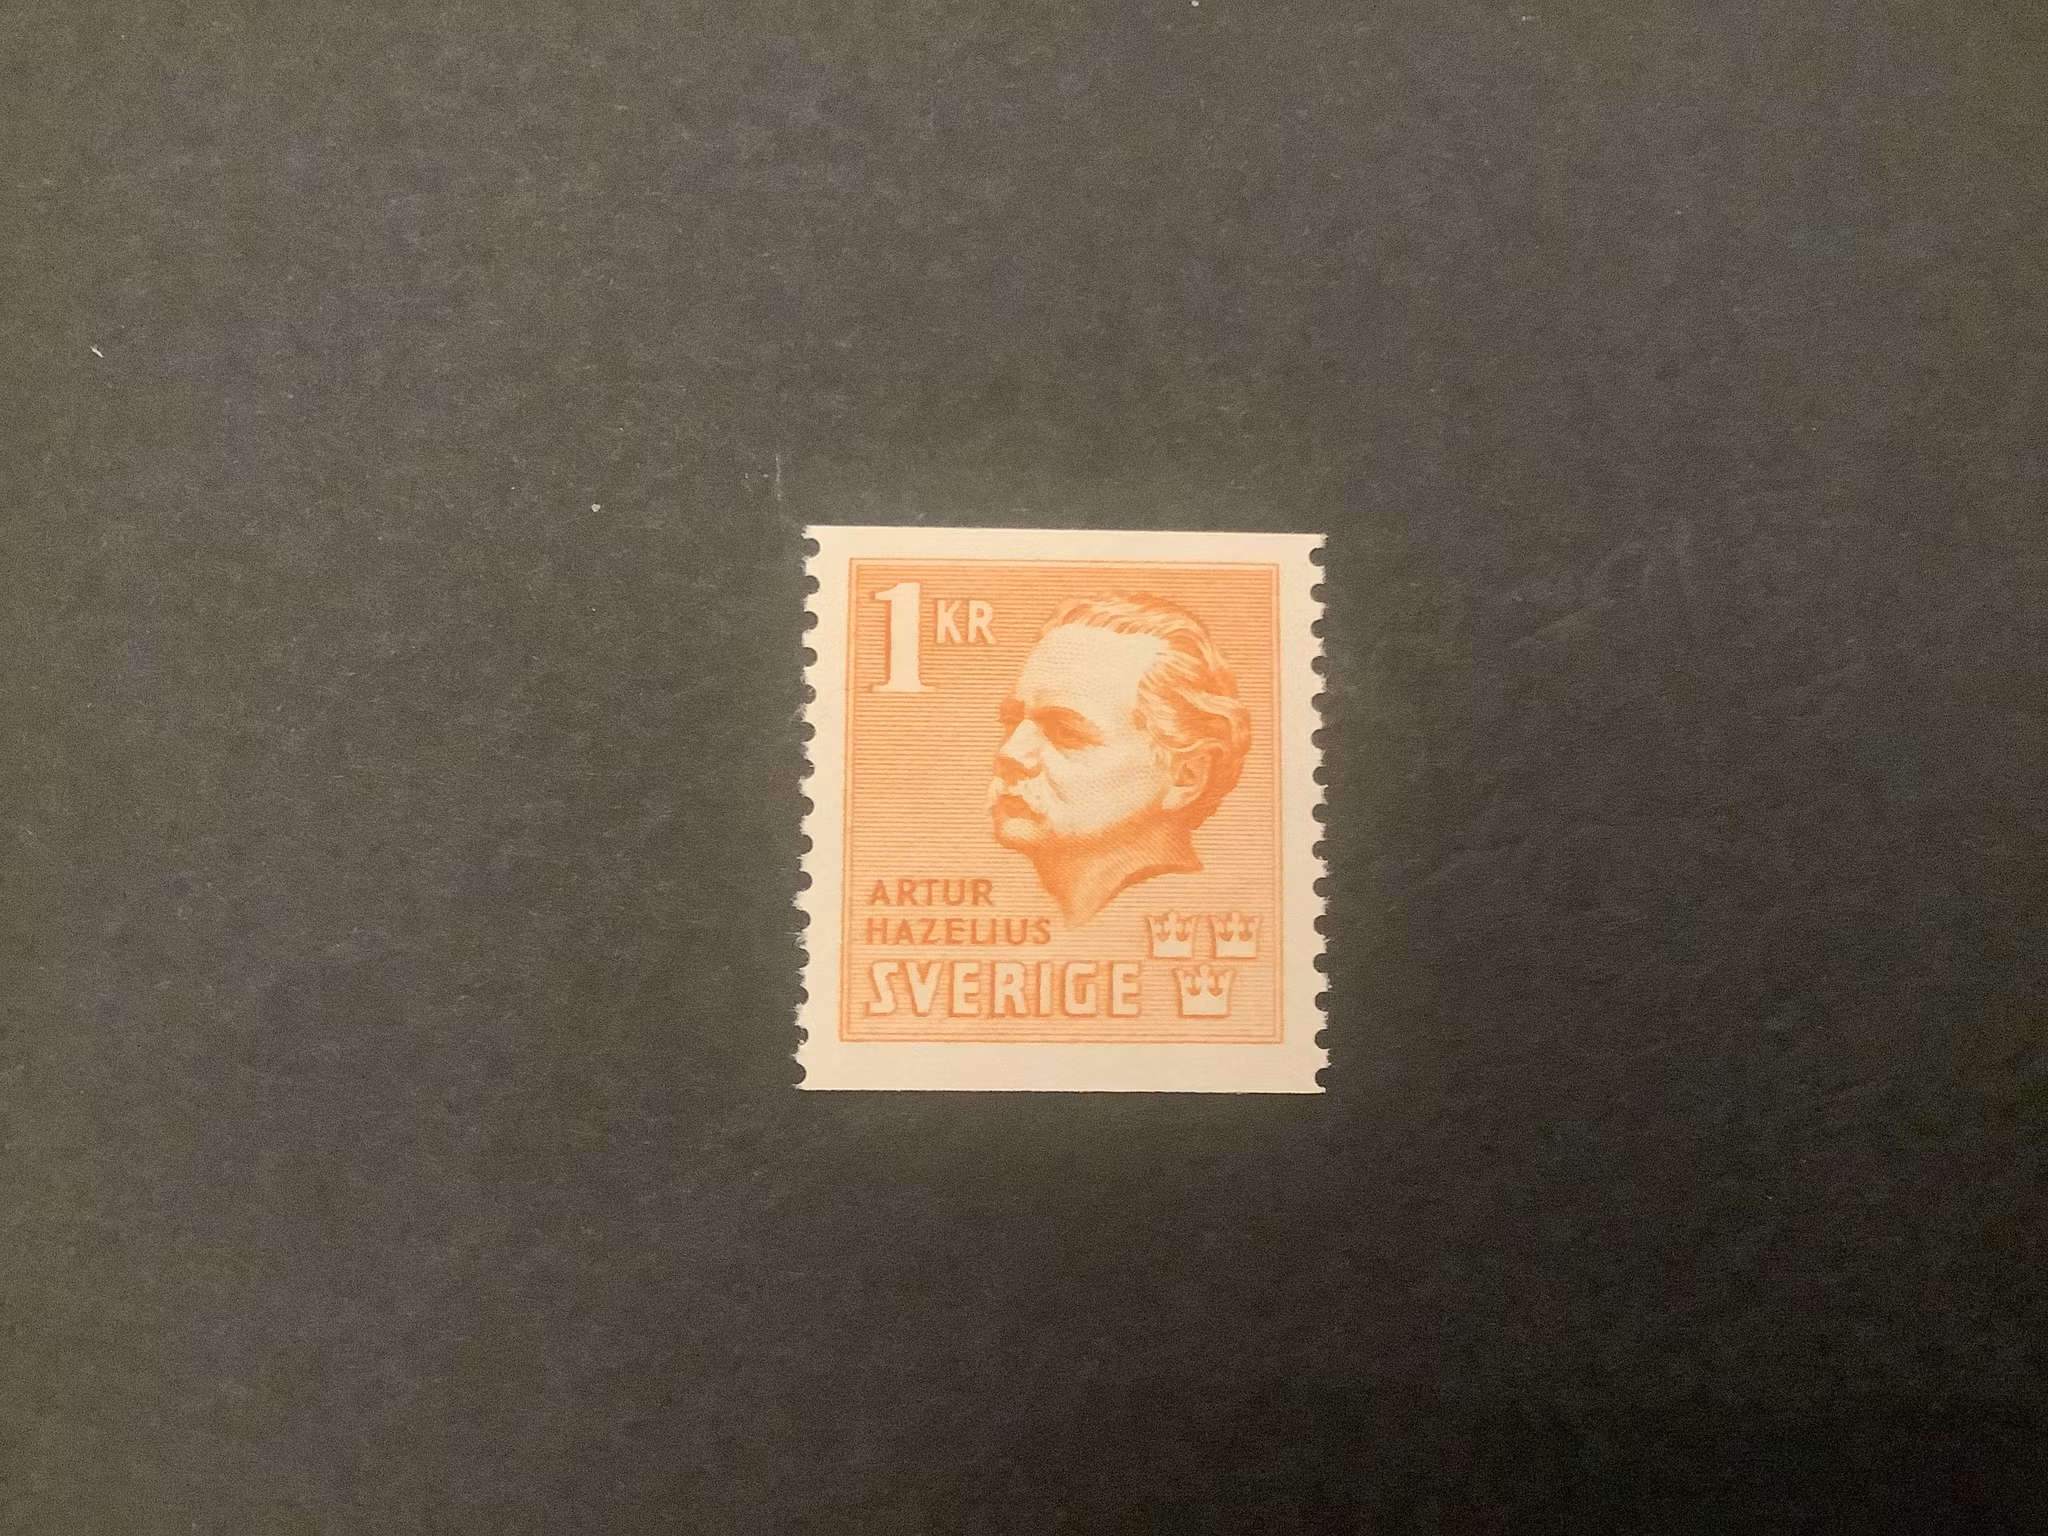 1 KR
ARTUR
HAZELIUS
SVERIGE